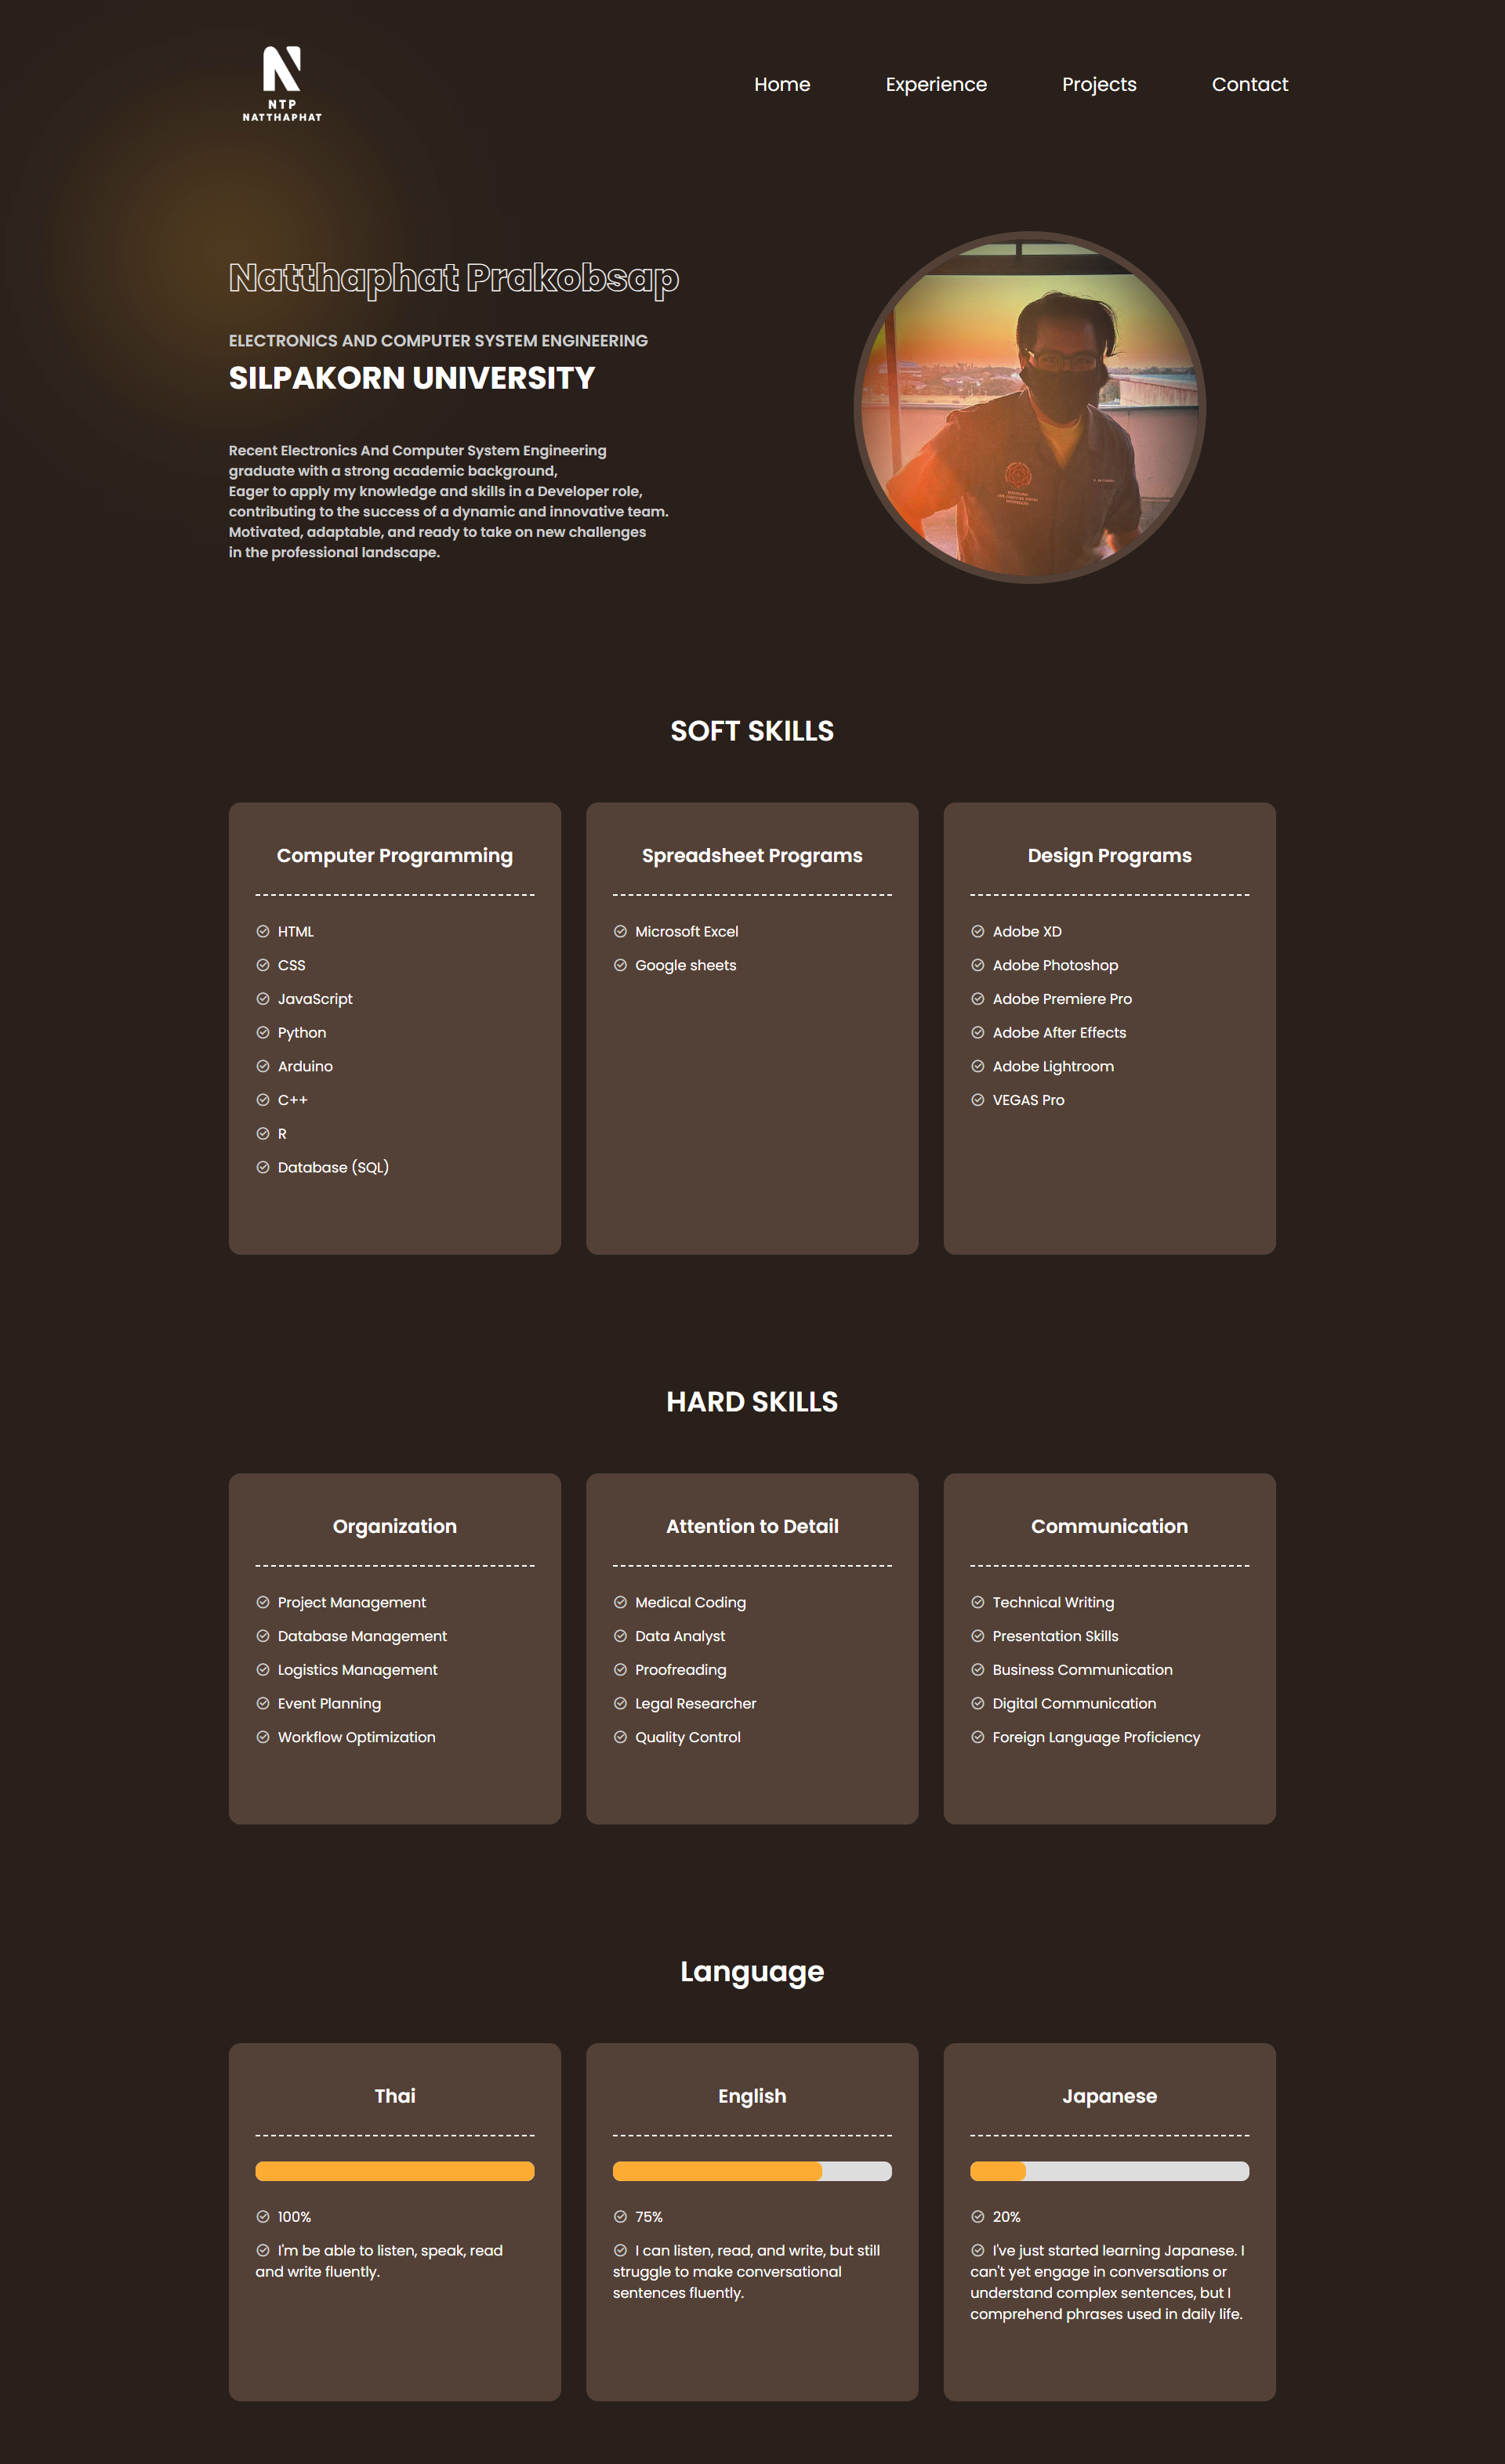 NTP
NATTHAPHAT
Home
Experience
Projects
Contact
Natthaphat Prakobsap
ELECTRONICS AND COMPUTER SYSTEM ENGINEERING
SILPAKORN UNIVERSITY
Recent Electronics And Computer System Engineering
graduate with a strong academic background,
Eager to apply my knowledge and skills in a Developer role,
contributing to the success of a dynamic and innovative team.
Motivated, adaptable, and ready to take on new challenges
in the professional landscape.
SOFT SKILLS
Computer Programming
HTML
CSS
JavaScript
Python
Arduino
C++
R
Database (SQL)
Spreadsheet Programs
Microsoft Excel
Google sheets
Design Programs
Adobe XD
Adobe Photoshop
Adobe Premiere Pro
Adobe After Effects
Adobe Lightroom
VEGAS Pro
HARD SKILLS
Organization
Project Management
Database Management
Logistics Management
Event Planning
Workflow Optimization
Attention to Detail
Medical Coding
Data Analyst
Proofreading
Legal Researcher
Quality Control
Communication
Technical Writing
Presentation Skills
Business Communication
Digital Communication
Foreign Language Proficiency
Language
Thai
100%
I'm be able to listen, speak, read
and write fluently.
English
75%
I can listen, read, and write, but still
struggle to make conversational
sentences fluently.
Japanese
20%
I've just started learning Japanese. I
can't yet engage in conversations or
understand complex sentences, but I
comprehend phrases used in daily life.